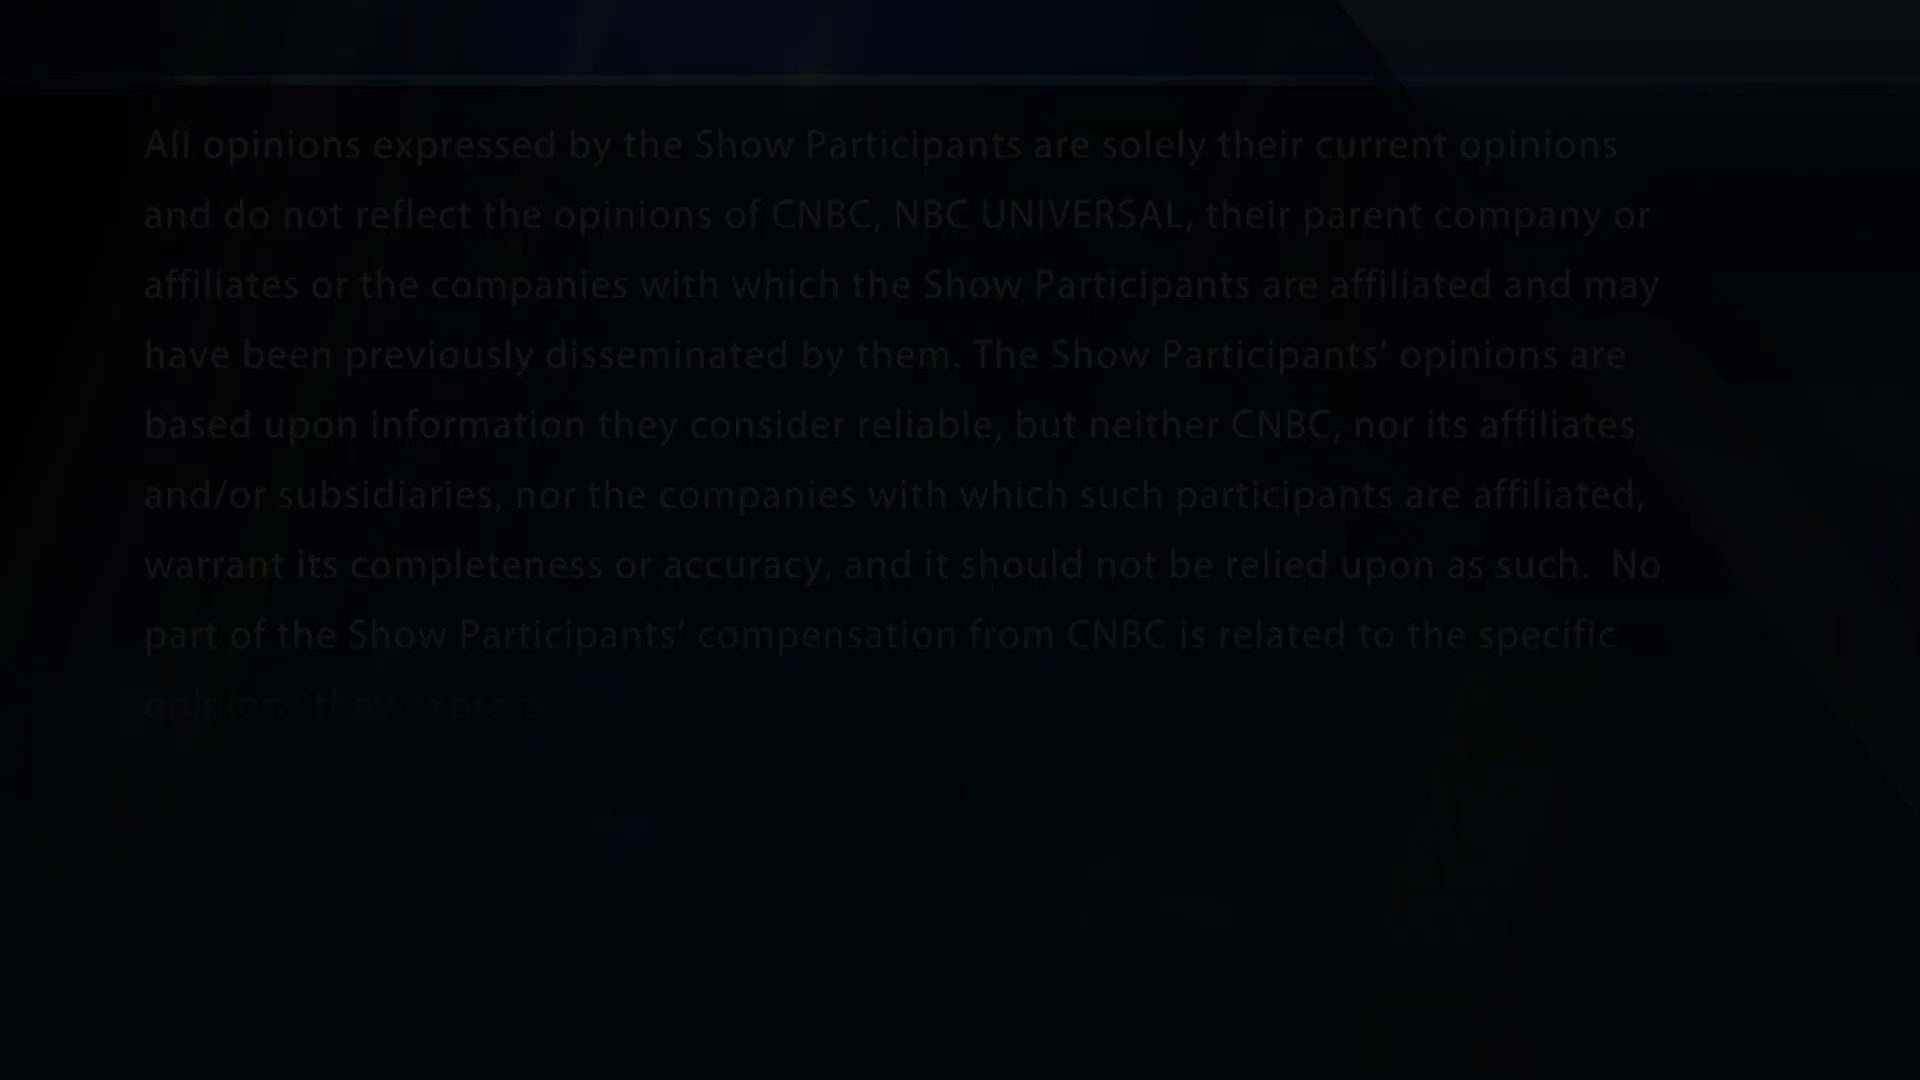 All opinions expressed by the Show Participants are solely their current opinions
and do not reflect the opinions of CNBC, NBC UNIVERSAL, their parent company or
affiliates or the companies with which the Show Participants are affiliated and may
have been previously disseminated by them. The Show Participants’ opinions are
based upon information they consider reliable, but neither CNBC, nor its affiliates
and/or subsidiaries, nor the companies with which such participants are affiliated,
warrant its completeness or accuracy, and it should not be relied upon as such.  No
part of the Show Participants’ compensation from CNBC is related to the specific
opinions they express.